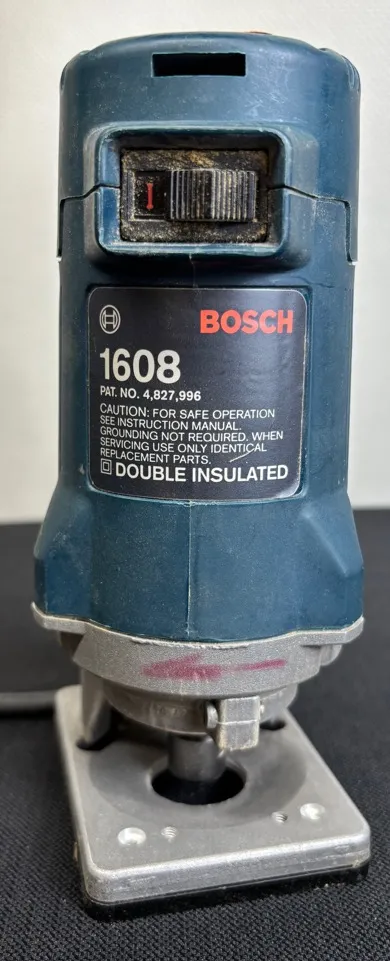 I
BOSCH
1608
PAT. NO. 4,827,996
CAUTION: FOR SAFE OPERATION
SEE INSTRUCTION MANUAL.
GROUNDING NOT REQUIRED. WHEN
SERVICING USE ONLY IDENTICAL
REPLACEMENT PARTS.
DOUBLE INSULATED